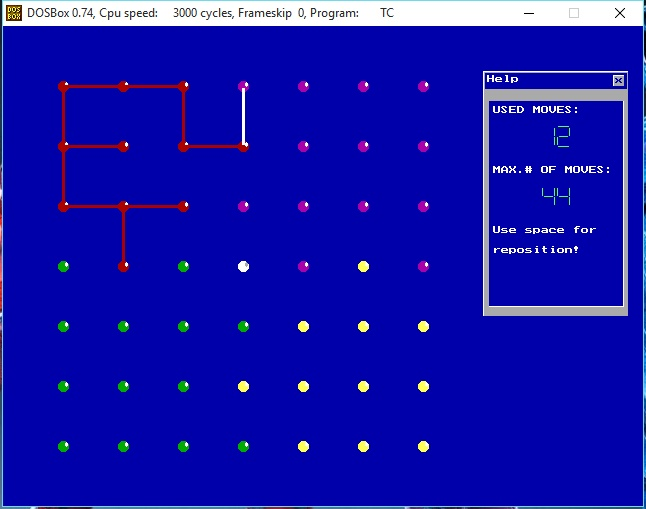 DOSBox 0.74, Cpu speed: 3000 cycles, Frameskip 0, Program: TC
Help
USED MOVES:
12
MAX.# OF MOVES:
44
Use space for
reposition!